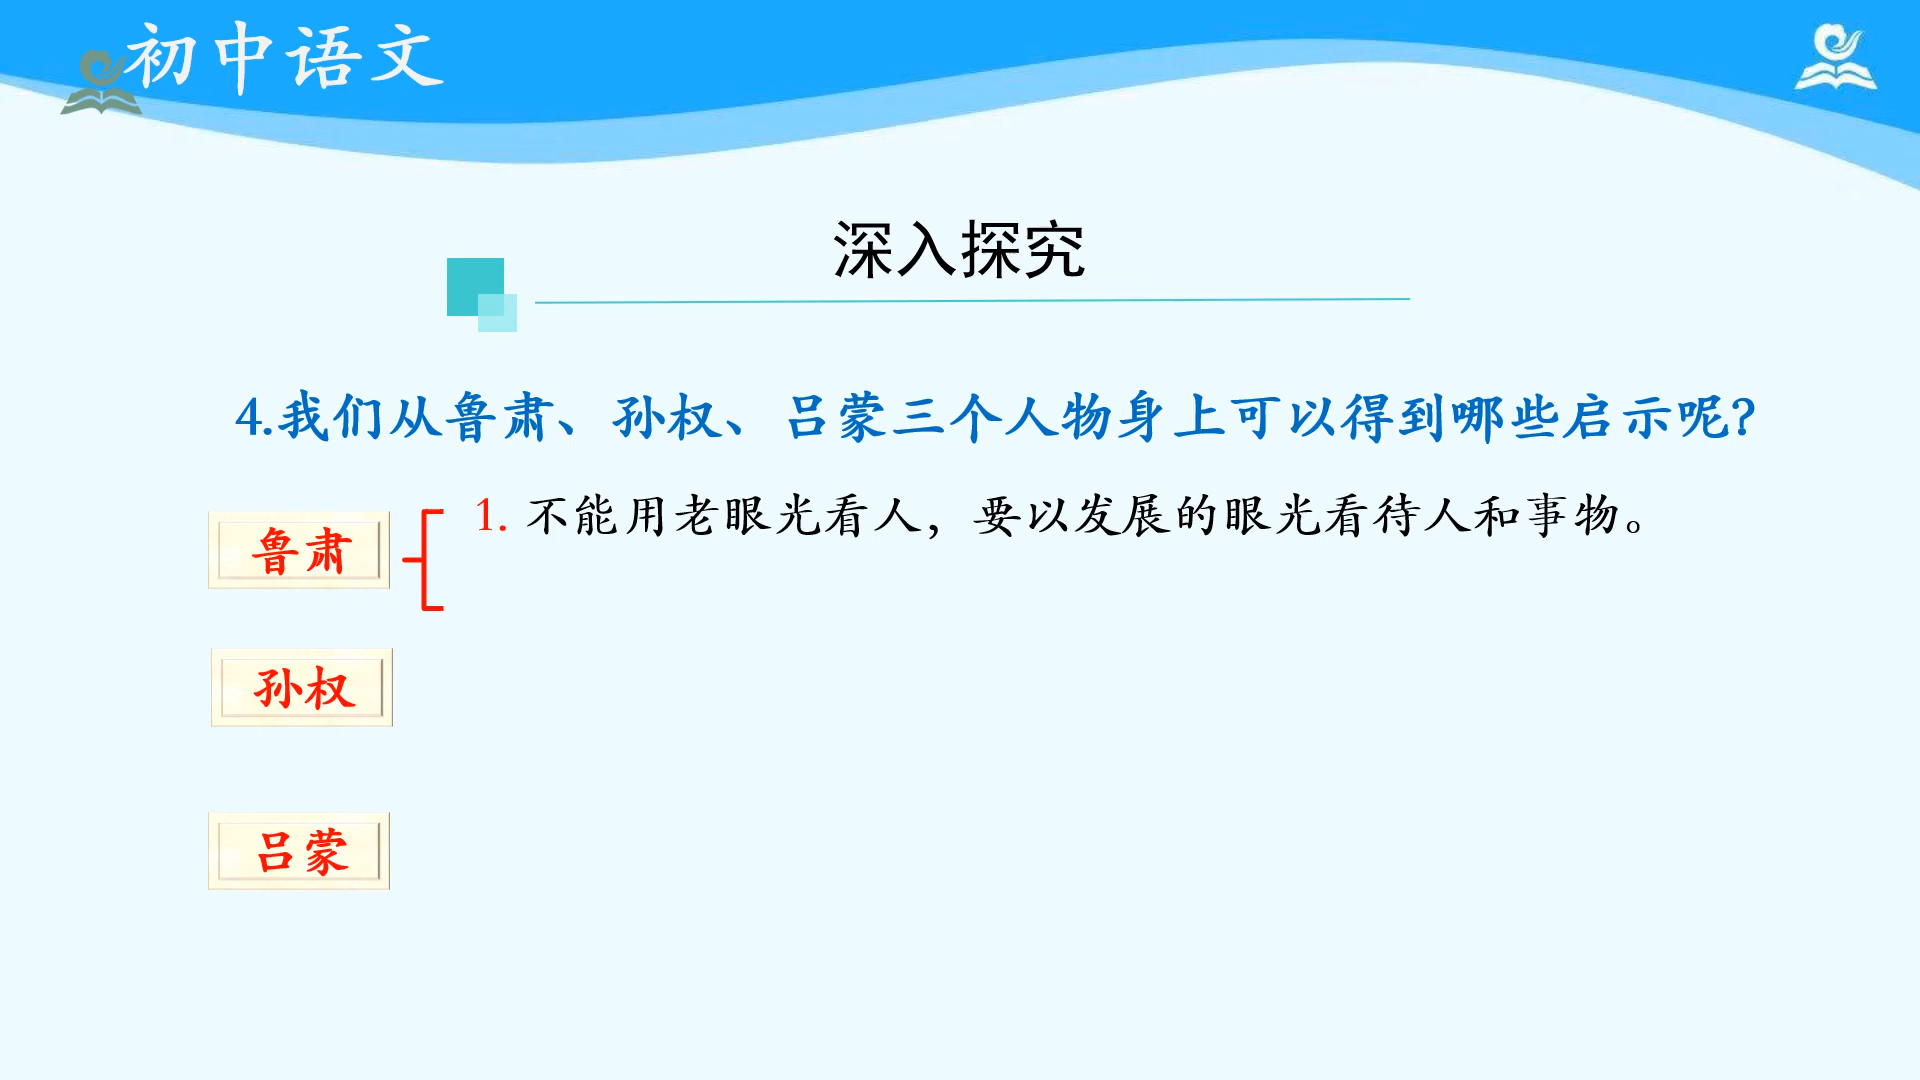 初中语文
深入探究
4.我们从鲁肃、孙权、吕蒙三个人物身上可以得到哪些启示呢?
1. 不能用老眼光看人，要以发展的眼光看待人和事物。
鲁肃
孙权
吕蒙